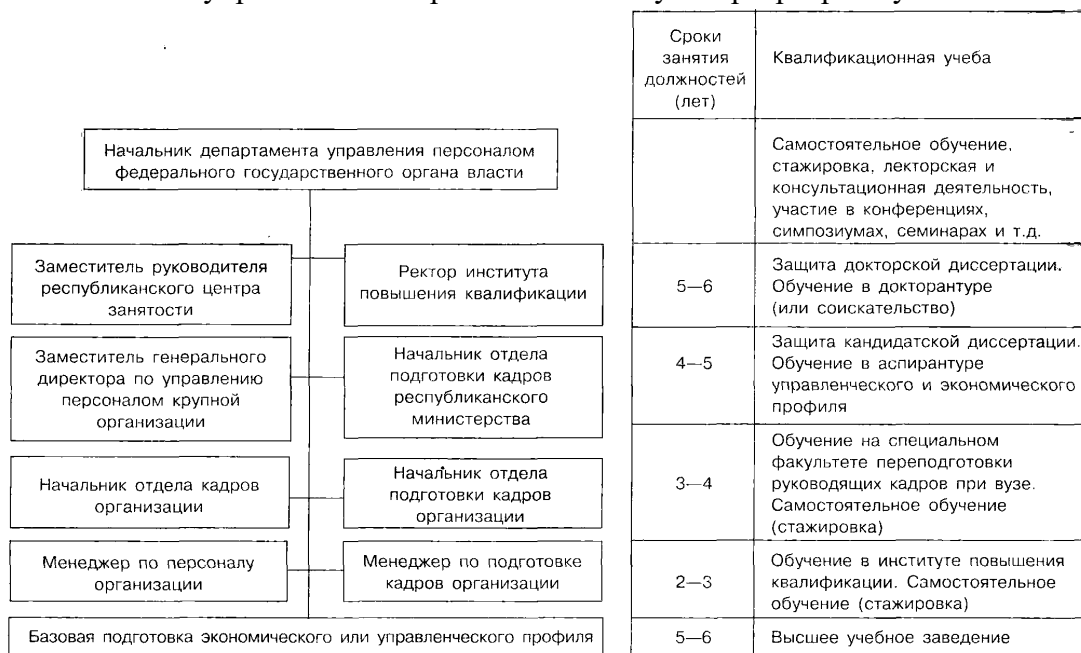 Сроки
занятия
должностей
(лет)
Квалификационная учеба
Начальник департамента управления персоналом
федерального государственного органа власти
Самостоятельное обучение,
стажировка, лекторская и
консультационная деятельность,
участие в конференциях,
симпозиумах, семинарах и т.д.
Заместитель руководителя
республиканского центра
занятости
Ректор института
повышения квалификации
5—6
Защита докторской диссертации.
Обучение в докторантуре
(или соискательство)
Заместитель генерального
директора по управлению
персоналом крупной
организации
Начальник отдела
подготовки кадров
республиканского
министерства
4—5
Защита кандидатской диссертации.
Обучение в аспирантуре
управленческого и экономического
профиля
Начальник отдела кадров
организации
Начальник отдела
подготовки кадров
организации
3—4
Обучение на специальном
факультете переподготовки
руководящих кадров при вузе.
Самостоятельное обучение
(стажировка)
Менеджер по персоналу
организации
Менеджер по подготовке
кадров организации
2—3
Обучение в институте повышения
квалификации. Самостоятельное
обучение (стажировка)
Базовая подготовка экономического или управленческого профиля
5—6
Высшее учебное заведение